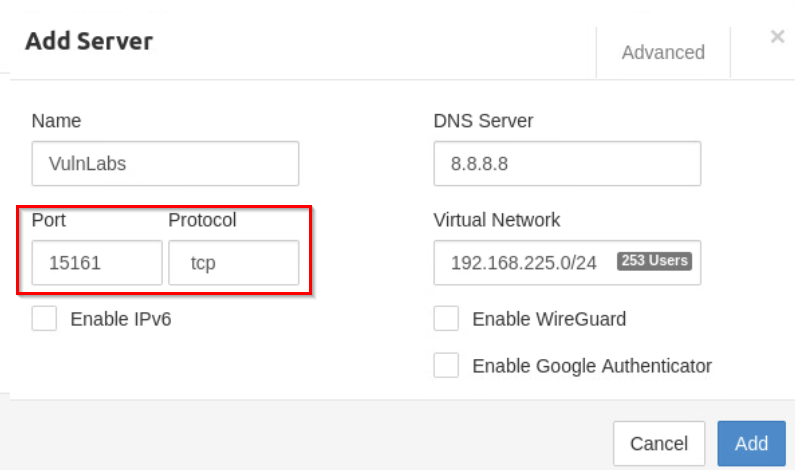 Add Server
Advanced
×
Name
DNS Server
VulnLabs
8.8.8.8
Port Protocol
Virtual Network
15161 tcp
192.168.225.0/24 253 Users
Enable IPv6
Enable WireGuard
Enable Google Authenticator
Cancel
Add